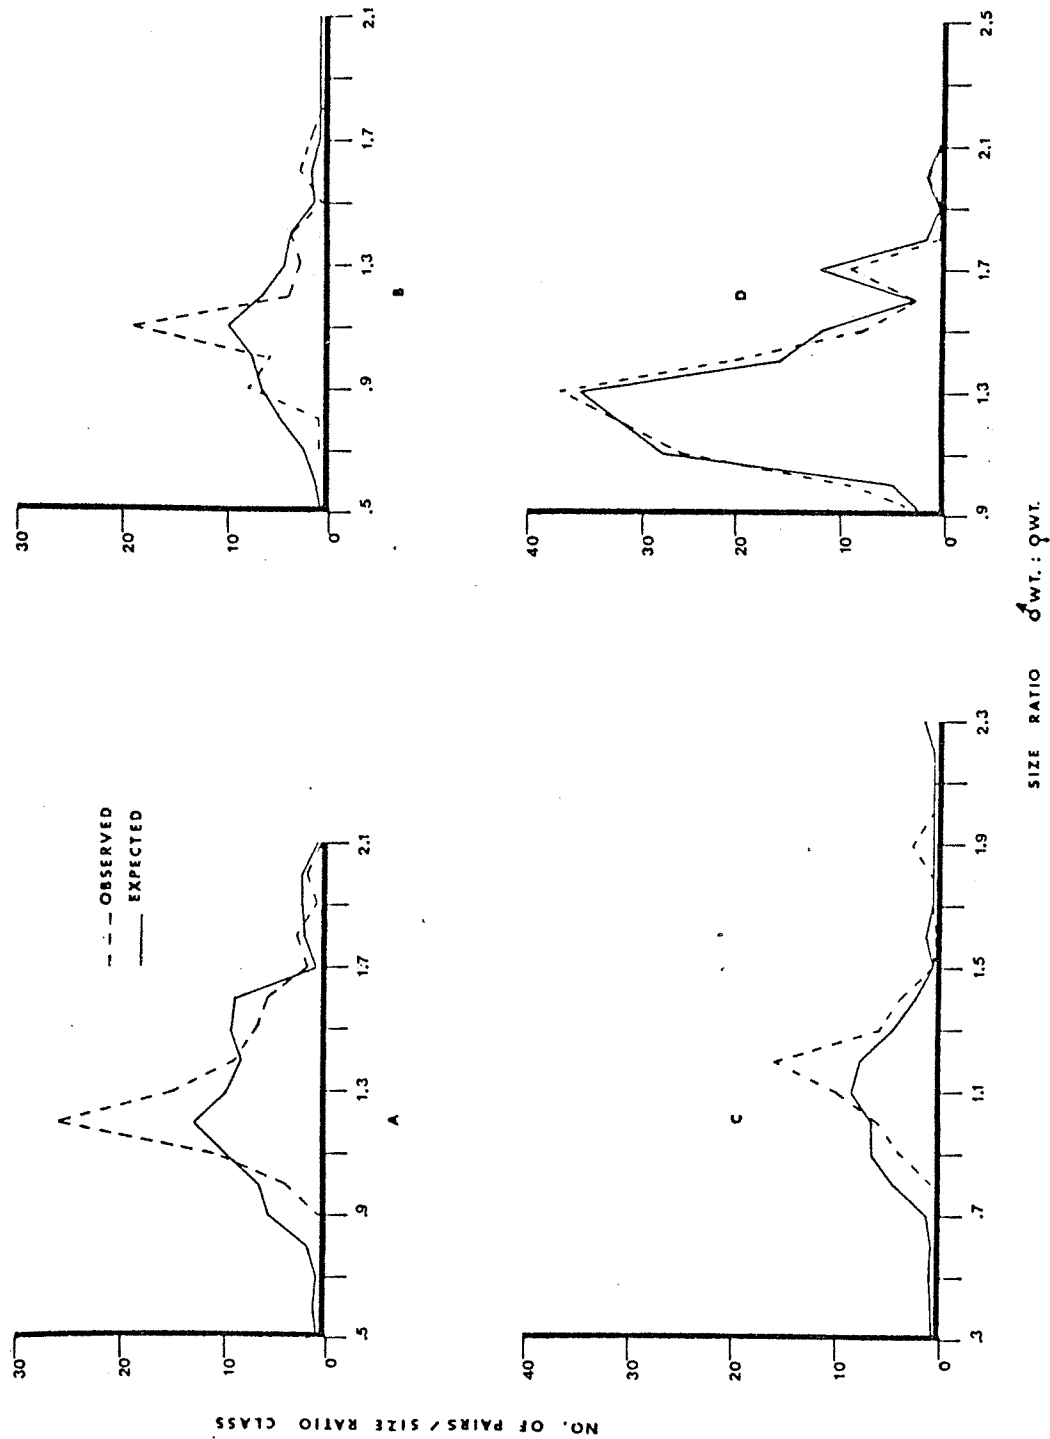 NO. OF PAIRS / SIZE RATIO CLASS
30
20
10
0
.5 .9 1.3 1.7 2.1
A
OBSERVED
EXPECTED
30
20
10
0
.5 .9 1.3 1.7 2.1
B
40
30
20
10
0
.3 .7 1.1 1.5 1.9 2.3
C
40
30
20
10
0
.9 1.3 1.7 2.1 2.5
D
SIZE RATIO ♂WT. : ♀WT.